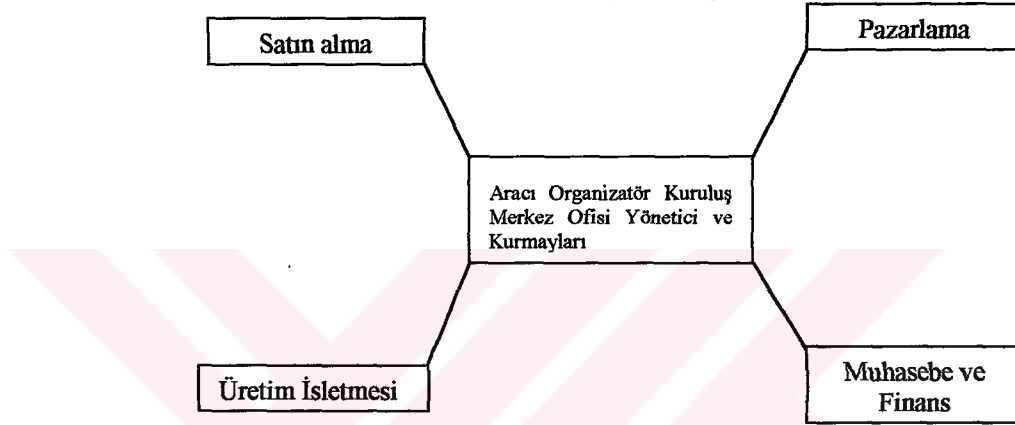 Satın alma
Pazarlama
Aracı Organizatör Kuruluş
Merkez Ofisi Yönetici ve
Kurmayları
Üretim İsletmesi
Muhasebe ve
Finans